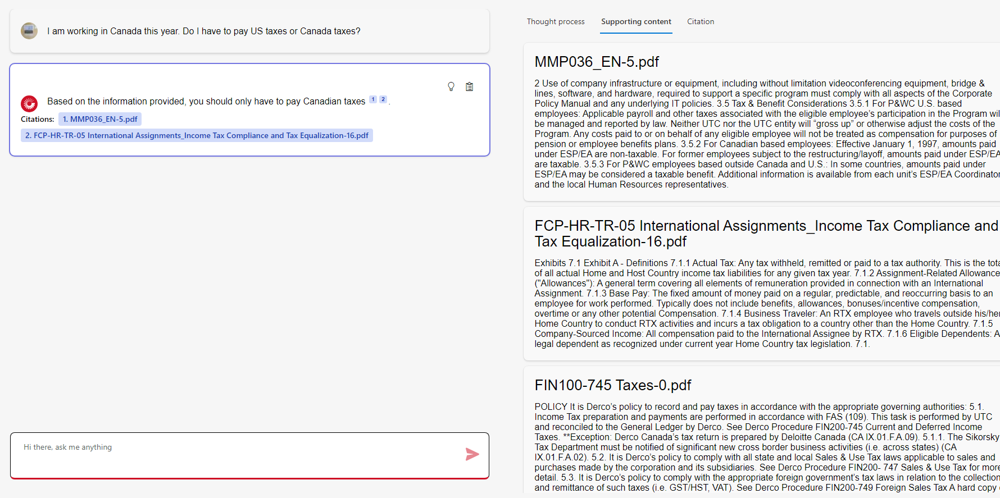 I am working in Canada this year. Do I have to pay US taxes or Canada taxes?
Based on the information provided, you should only have to pay Canadian taxes 1 2 .
Citations: 1. MMP036_EN-5.pdf
2. FCP-HR-TR-05 International Assignments_Income Tax Compliance and Tax Equalization-16.pdf
Hi there, ask me anything
Thought process Supporting content Citation
MMP036_EN-5.pdf
2 Use of company infrastructure or equipment, including without limitation videoconferencing equipment, bridge &
lines, software, and hardware, required to support a specific program must comply with all aspects of the Corporate
Policy Manual and any underlying IT policies. 3.5 Tax & Benefit Considerations 3.5.1 For P&WC U.S. based
employees: Applicable payroll and other taxes associated with the eligible employee’s participation in the Program wil
be managed and reported by law. Neither UTC nor the UTC entity will “gross up” or otherwise adjust the costs of the
Program. Any costs paid to or on behalf of any eligible employee will not be treated as compensation for purposes of
pension or employee benefits plans. 3.5.2 For Canadian based employees: Effective January 1, 1997, amounts paid
under ESP/EA are non-taxable. For former employees subject to the restructuring/layoff, amounts paid under ESP/EA
are taxable. 3.5.3 For P&WC employees based outside Canada and U.S.: In some countries, amounts paid under
ESP/EA may be considered a taxable benefit. Additional information is available from each unit’s ESP/EA Coordinator
and the local Human Resources representatives.
FCP-HR-TR-05 International Assignments_Income Tax Compliance and
Tax Equalization-16.pdf
Exhibits 7.1 Exhibit A - Definitions 7.1.1 Actual Tax: Any tax withheld, remitted or paid to a tax authority. This is the tota
of all actual Home and Host Country income tax liabilities for any given tax year. 7.1.2 Assignment-Related Allowance
("Allowances"): A general term covering all elements of remuneration provided in connection with an International
Assignment. 7.1.3 Base Pay: The fixed amount of money paid on a regular, predictable, and reoccurring basis to an
employee for work performed. Typically does not include benefits, allowances, bonuses/incentive compensation,
overtime or any other potential Compensation. 7.1.4 Business Traveler: An RTX employee who travels outside his/her
Home Country to conduct RTX activities and incurs a tax obligation to a country other than the Home Country. 7.1.5
Company-Sourced Income: All compensation paid to the International Assignee by RTX. 7.1.6 Eligible Dependents: A
legal dependent as recognized under current year Home Country tax legislation. 7.1.
FIN100-745 Taxes-0.pdf
POLICY It is Derco’s policy to record and pay taxes in accordance with the appropriate governing authorities: 5.1.
Income Tax preparation and payments are performed in accordance with FAS (109). This task is performed by UTC
and reconciled to the General Ledger by Derco. See Derco Procedure FIN200-745 Current and Deferred Income
Taxes. **Exception: Derco Canada’s tax return is prepared by Deloitte Canada (CA IX.01.F.A.09). 5.1.1. The Sikorsky
Tax Department must be notified of significant new cross border business activities (i.e. across states) (CA
IX.01.F.A.02). 5.2. It is Derco’s policy to comply with all state and local Sales & Use Tax laws applicable to sales and
purchases made by the corporation and its subsidiaries. See Derco Procedure FIN200- 747 Sales & Use Tax for more
detail. 5.3. It is Derco’s policy to comply with the appropriate foreign government’s tax laws in relation to the collection
and remittance of such taxes (i.e. GST/HST, VAT). See Derco Procedure FIN200-749 Foreign Sales Tax A hard copy